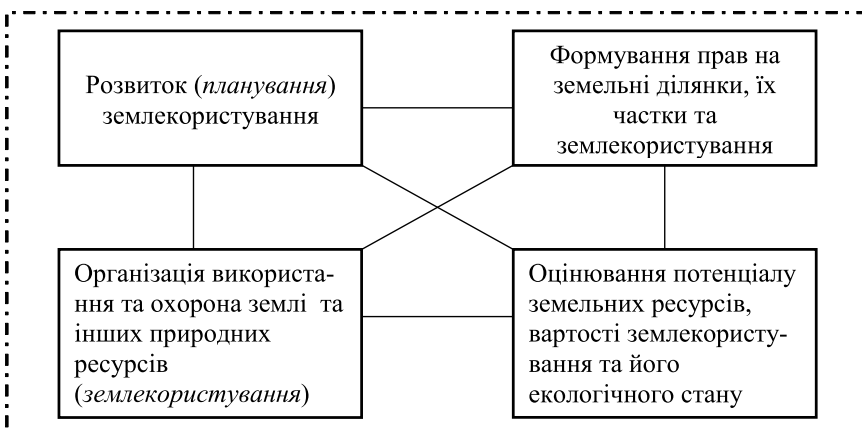 Розвиток (планування)
землекористування
Формування прав на
земельні ділянки, їх
частки та
землекористування
Організація використа-
ння та охорона землі та
інших природних
ресурсів
(землекористування)
Оцінювання потенціалу
земельних ресурсів,
вартості землекористу-
вання та його
екологічного стану